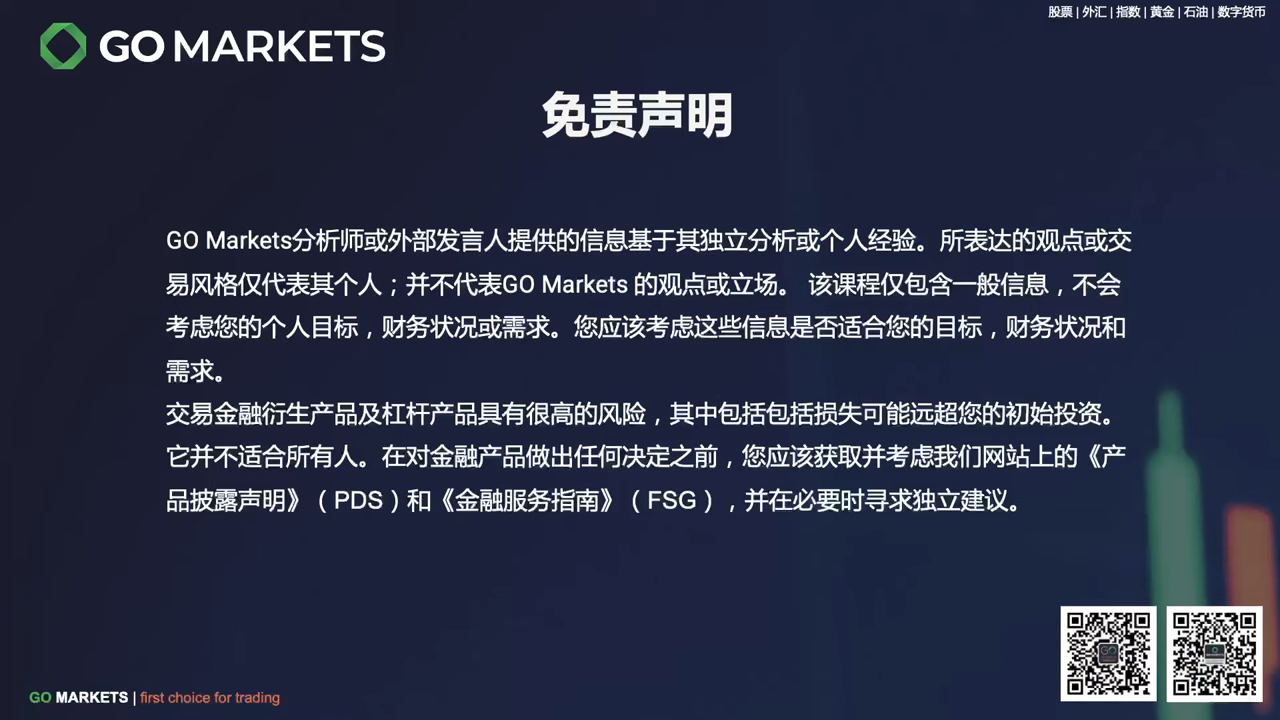 股票 | 外汇 | 指数 | 黄金 | 石油 | 数字货币
GO MARKETS
免责声明
GO Markets分析师或外部发言人提供的信息基于其独立分析或个人经验。所表达的观点或交
易风格仅代表其个人；并不代表GO Markets 的观点或立场。 该课程仅包含一般信息，不会
考虑您的个人目标，财务状况或需求。您应该考虑这些信息是否适合您的目标，财务状况和
需求。
交易金融衍生产品及杠杆产品具有很高的风险，其中包括包括损失可能远超您的初始投资。
它并不适合所有人。在对金融产品做出任何决定之前，您应该获取并考虑我们网站上的《产
品披露声明》（PDS）和《金融服务指南》（FSG），并在必要时寻求独立建议。
GO MARKETS | first choice for trading